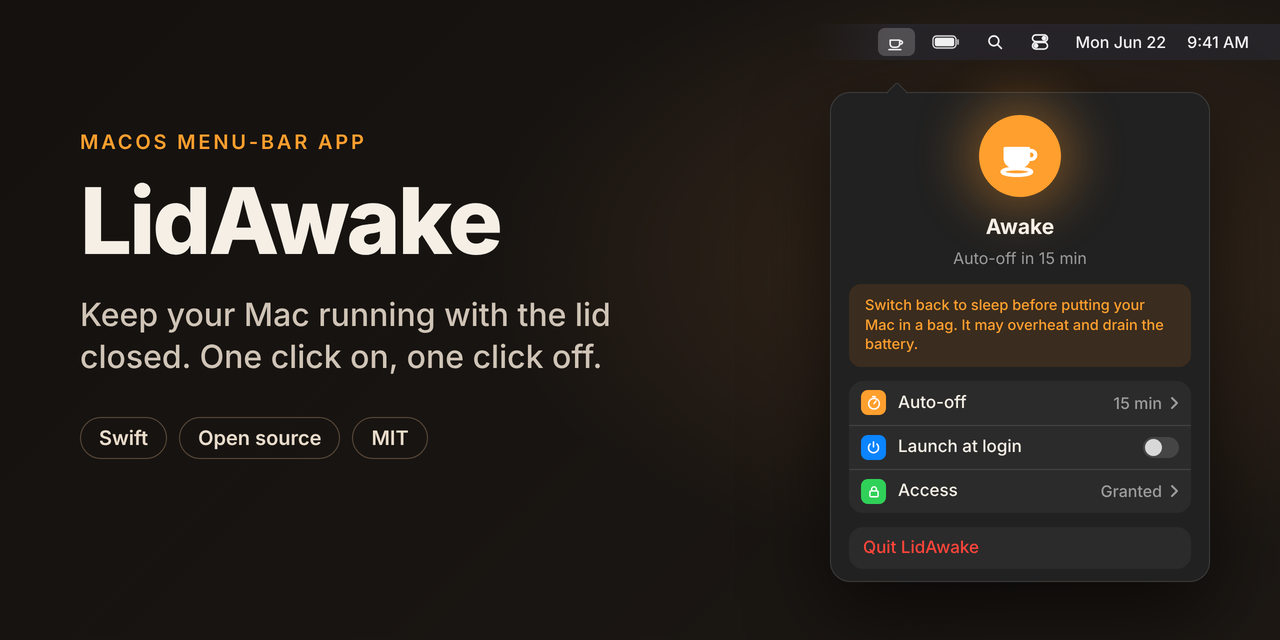 Mon Jun 22 9:41 AM
MACOS MENU-BAR APP
LidAwake
Keep your Mac running with the lid
closed. One click on, one click off.
Swift
Open source
MIT
Awake
Auto-off in 15 min
Switch back to sleep before putting your
Mac in a bag. It may overheat and drain the
battery.
Auto-off 15 min
Launch at login
Access Granted
Quit LidAwake